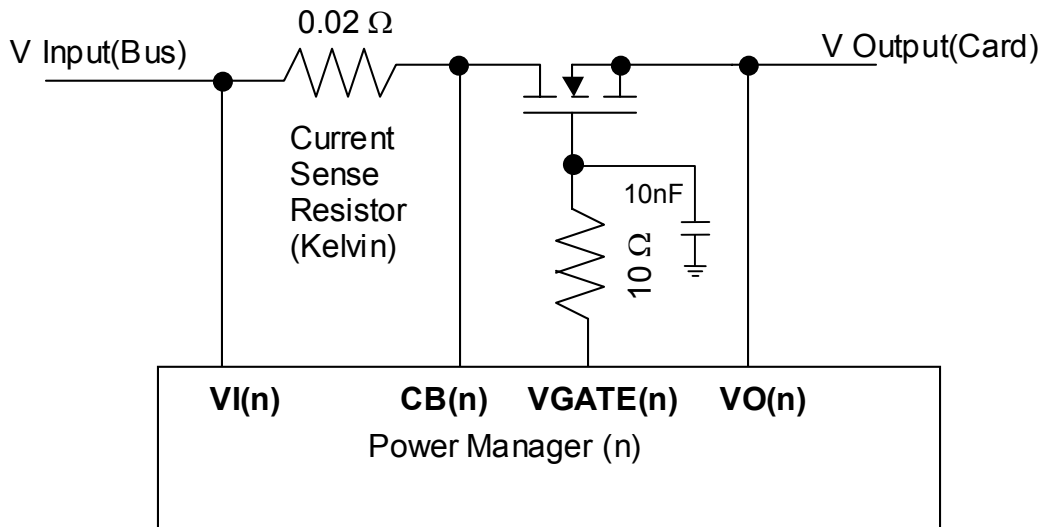 0.02 Ω
V Input(Bus)
V Output(Card)
Current
Sense
Resistor
(Kelvin)
10nF
10 Ω
VI(n)
CB(n)
VGATE(n)
VO(n)
Power Manager (n)